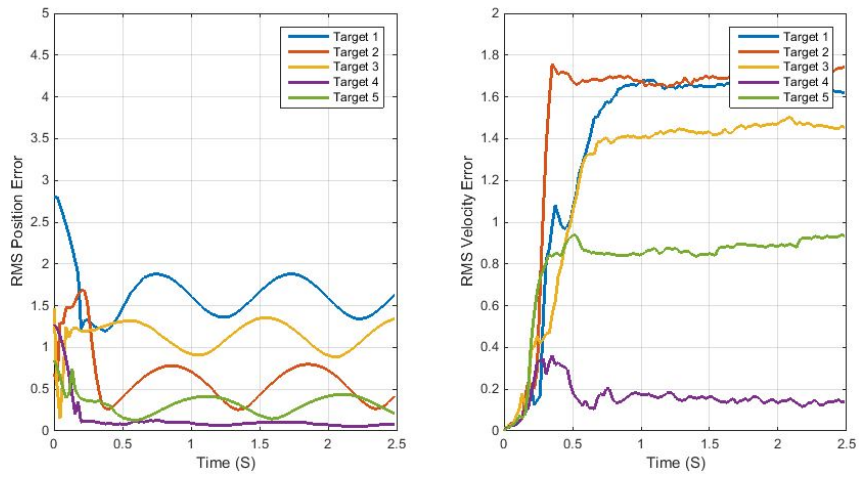 RMS Position Error
5
4.5
4
3.5
3
2.5
2
1.5
1
0.5
0
0 0.5 1 1.5 2 2.5
Time (S)
Target 1
Target 2
Target 3
Target 4
Target 5
RMS Velocity Error
2
1.8
1.6
1.4
1.2
1
0.8
0.6
0.4
0.2
0
0 0.5 1 1.5 2 2.5
Time (S)
Target 1
Target 2
Target 3
Target 4
Target 5